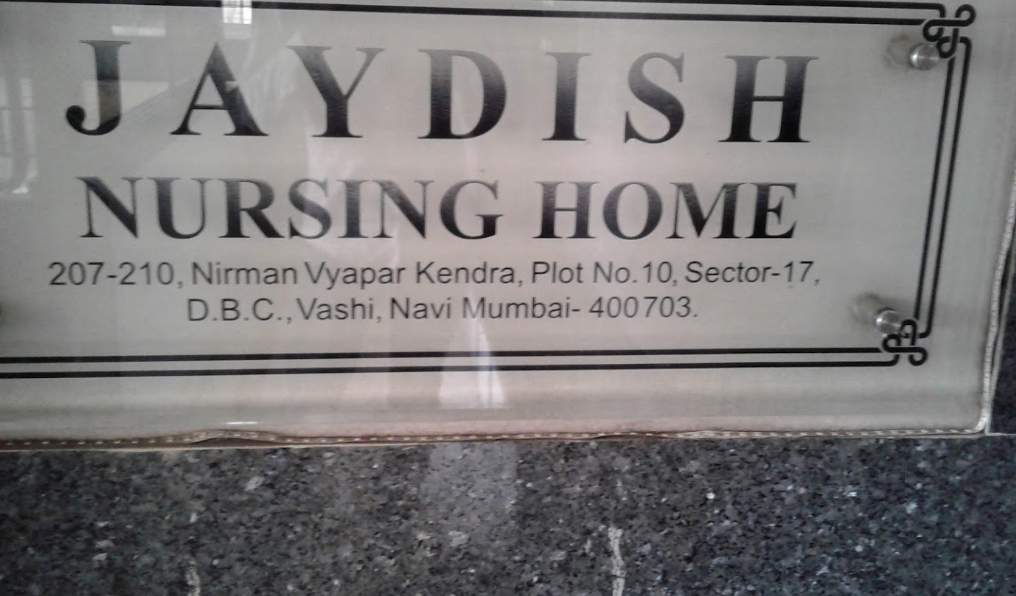 JAYDISH
NURSING HOME
207-210, Nirman Vyapar Kendra, Plot No.10, Sector-17,
D.B.C., Vashi, Navi Mumbai- 400703.